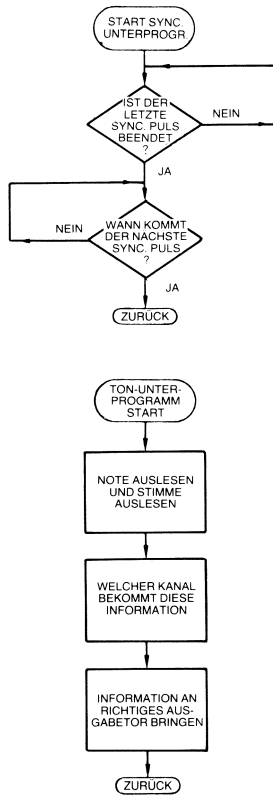 START SYNC.
UNTERPROGR.
IST DER
LETZTE
SYNC. PULS
BEENDET
?
NEIN
JA
NEIN
WANN KOMMT
DER NÄCHSTE
SYNC. PULS
?
JA
ZURÜCK
TON-UNTER-
PROGRAMM
START
NOTE AUSLESEN
UND STIMME
AUSLESEN
WELCHER KANAL
BEKOMMT DIESE
INFORMATION
INFORMATION AN
RICHTIGES AUS-
GABETOR BRINGEN
ZURÜCK